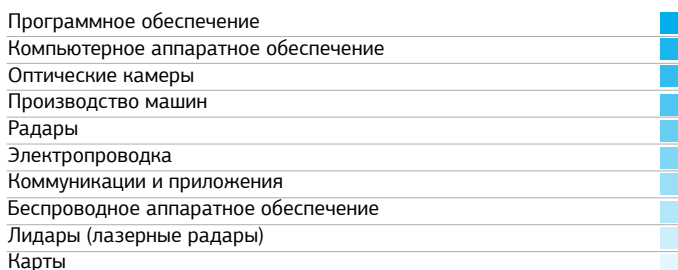 Программное обеспечение
Компьютерное аппаратное обеспечение
Оптические камеры
Производство машин
Радары
Электропроводка
Коммуникации и приложения
Беспроводное аппаратное обеспечение
Лидары (лазерные радары)
Карты